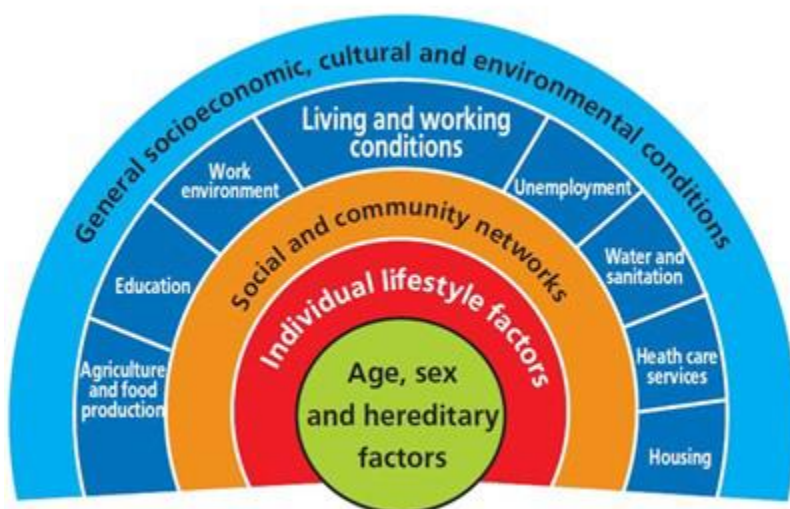 General socioeconomic, cultural and environmental conditions
Living and working
conditions
Work
environment
Unemployment
Education
Water and
sanitation
Agriculture
and food
production
Heath care
services
Housing
Social and community networks
Individual lifestyle factors
Age, sex
and hereditary
factors